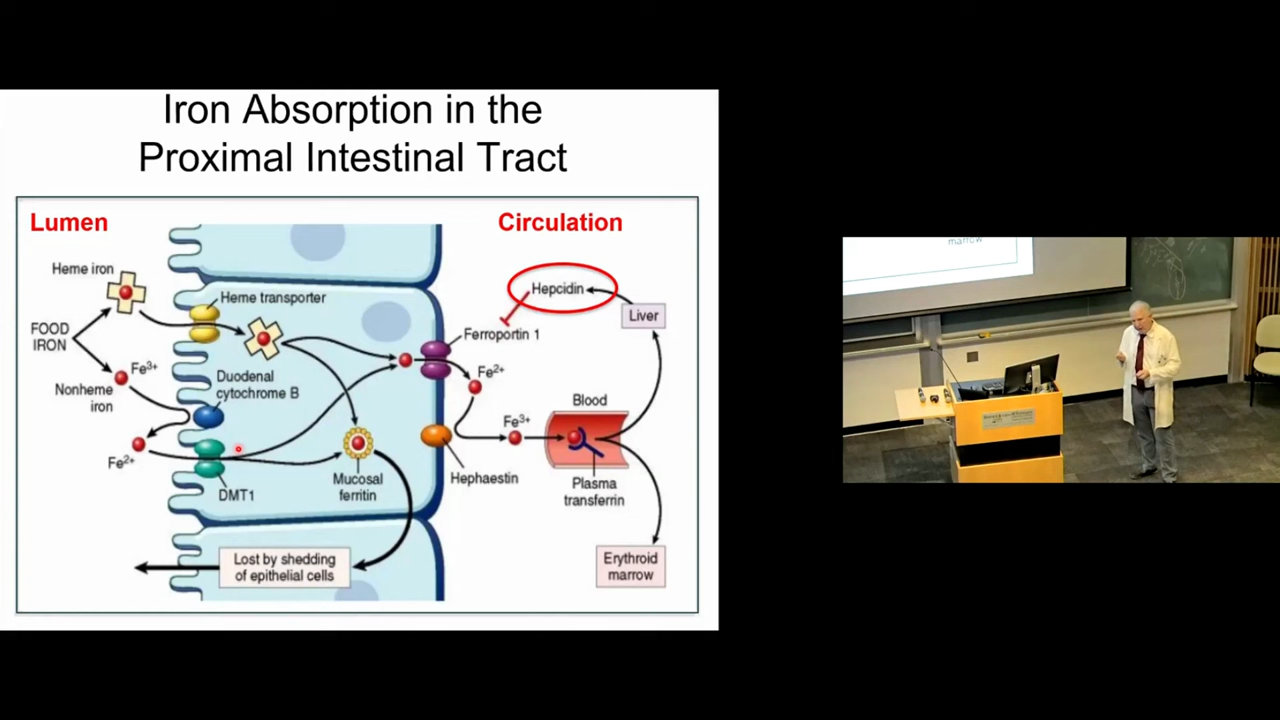 Iron Absorption in the
Proximal Intestinal Tract
Lumen
Circulation
Heme iron
Heme transporter
Hepcidin
Liver
FOOD
IRON
Ferroportin 1
Fe3+
Nonheme
iron
Duodenal
cytochrome B
Fe2+
Blood
Fe3+
Fe2+
DMT1
Mucosal
ferritin
Hephaestin
Plasma
transferrin
Lost by shedding
of epithelial cells
Erythroid
marrow
marrow